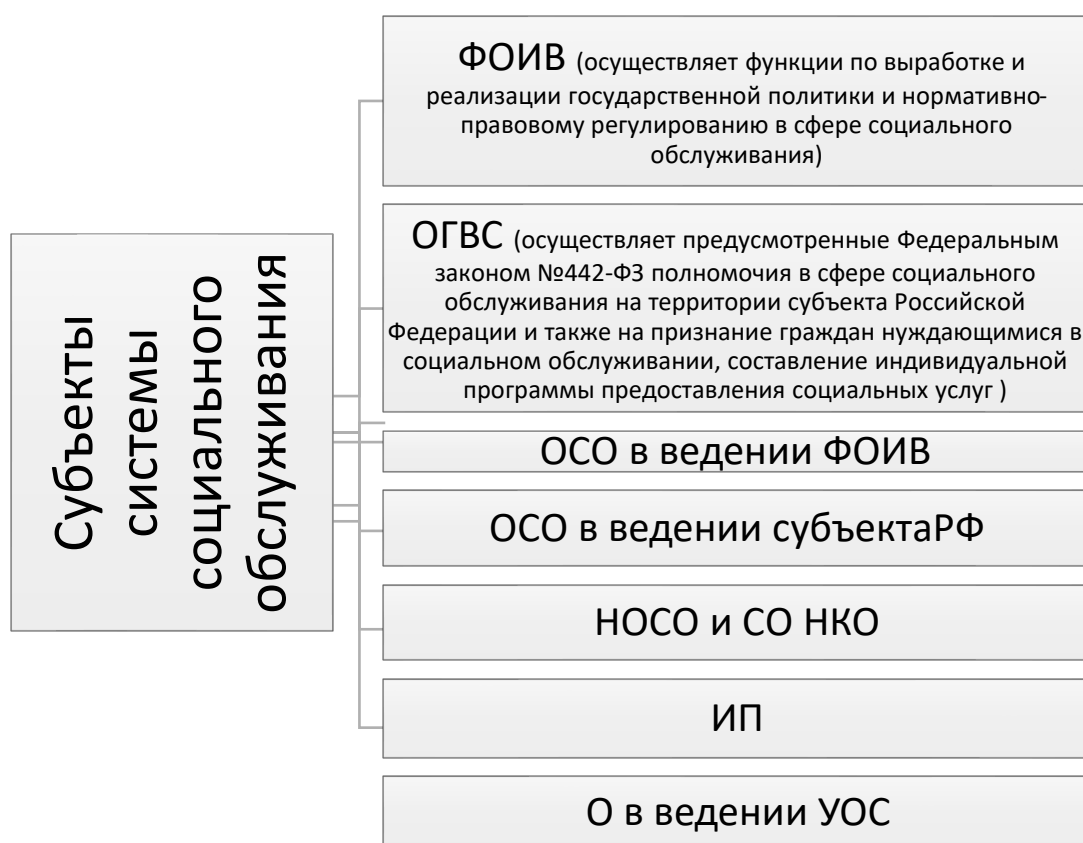 Субъекты
системы
социального
обслуживания
ФОИВ (осуществляет функции по выработке и
реализации государственной политики и нормативно-
правовому регулированию в сфере социального
обслуживания)
ОГВС (осуществляет предусмотренные Федеральным
законом №442-ФЗ полномочия в сфере социального
обслуживания на территории субъекта Российской
Федерации и также на признание граждан нуждающимися в
социальном обслуживании, составление индивидуальной
программы предоставления социальных услуг )
ОСО в ведении ФОИВ
ОСО в ведении субъектаРФ
НОСО и СО НКО
ИП
О в ведении УОС